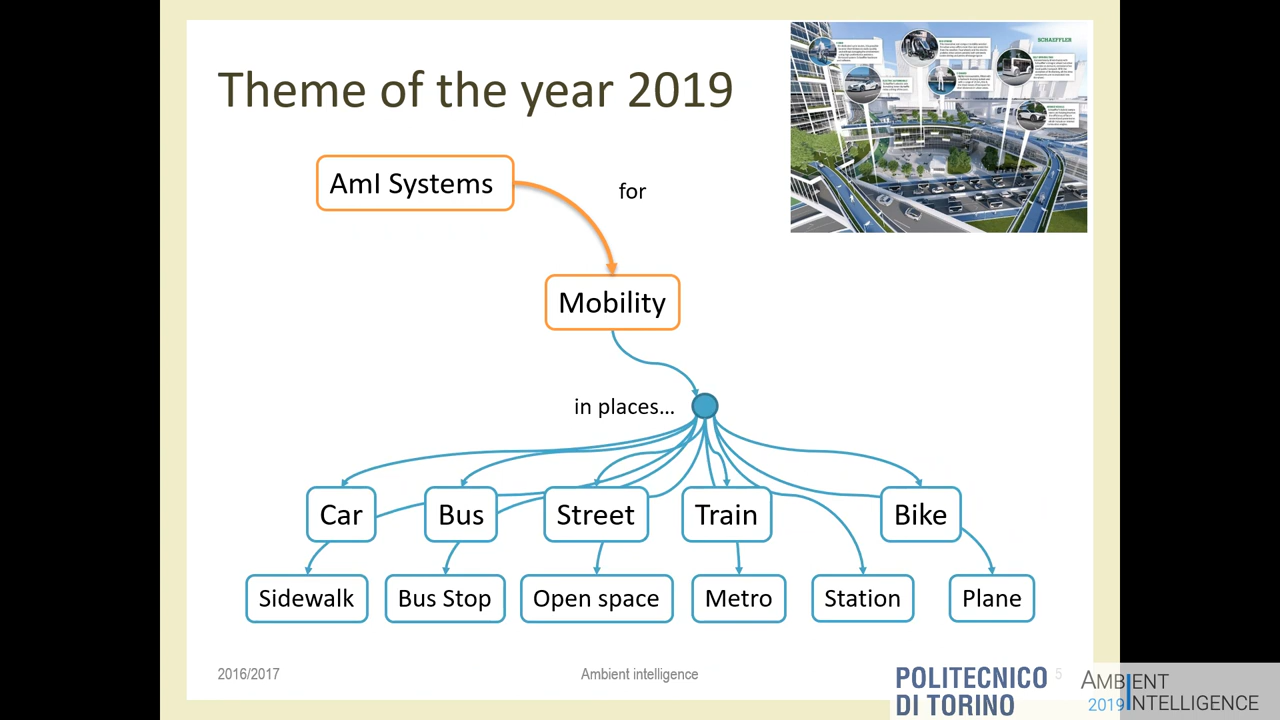 Theme of the year 2019
SCHAEFFLER
AmI Systems
for
Mobility
in places...
Car
Bus
Street
Train
Bike
Sidewalk
Bus Stop
Open space
Metro
Station
Plane
2016/2017
Ambient intelligence
5
POLITECNICO
DI TORINO
AMBIENT
2019 INTELLIGENCE